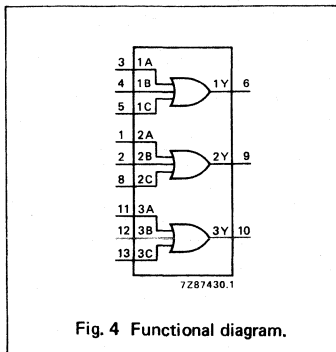 3 1A
4 1B 1Y 6
5 1C
1 2A
2 2B 2Y 9
8 2C
11 3A
12 3B 3Y 10
13 3C
7Z87430.1
Fig. 4 Functional diagram.